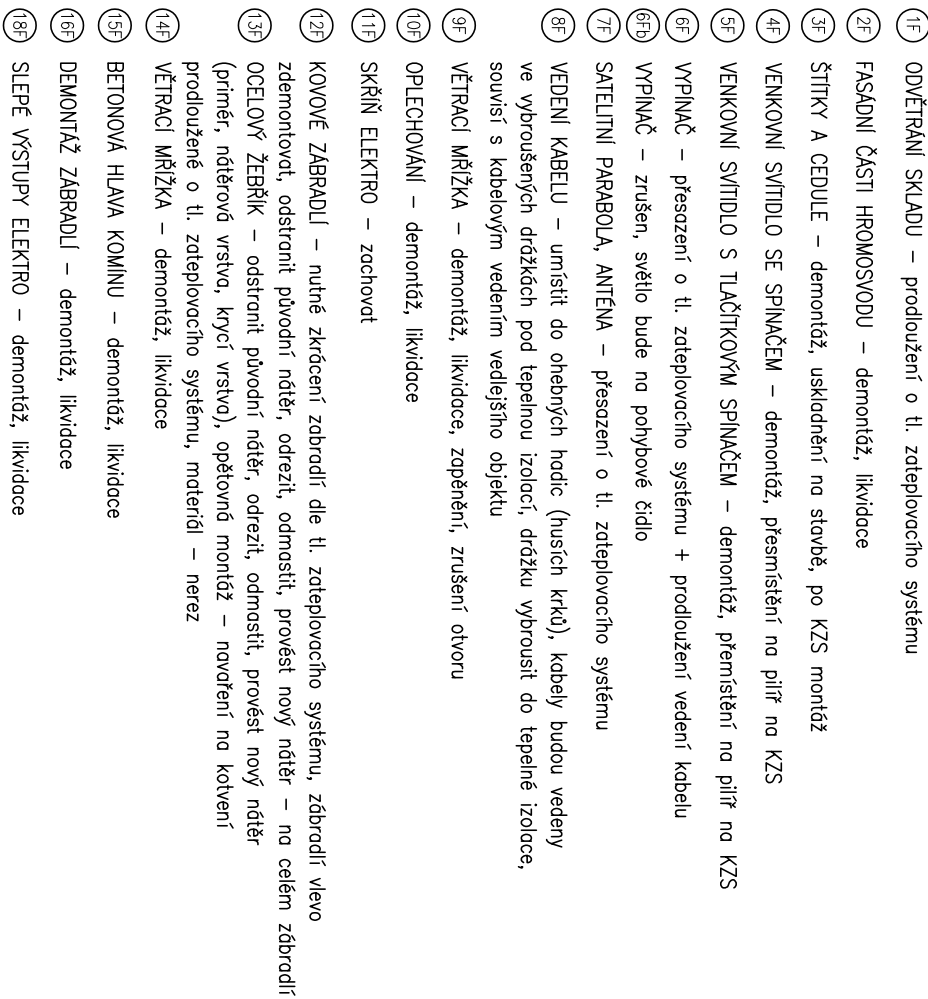 1F ODVĚTRÁNÍ SKLADU – prodloužení o tl. zateplovacího systému
2F FASÁDNÍ ČÁSTI HROMOSVODU – demontáž, likvidace
3F ŠTÍTKY A CEDULE – demontáž, uskladnění na stavbě, po KZS montáž
4F VENKOVNÍ SVÍTIDLO SE SPÍNAČEM – demontáž, přesmístění na pilíř na KZS
5F VENKOVNÍ SVÍTIDLO S TLAČÍTKOVÝM SPÍNAČEM – demontáž, přemístění na pilíř na KZS
6F VYPÍNAČ – přesazení o tl. zateplovacího systému + prodloužení vedení kabelu
6Fb VYPÍNAČ – zrušen, světlo bude na pohybové čidlo
7F SATELITNÍ PARABOLA, ANTÉNA – přesazení o tl. zateplovacího systému
8F VEDENÍ KABELU – umístit do ohebných hadic (husích krků), kabely budou vedeny
ve vybroušených drážkách pod tepelnou izolací, drážku vybrousit do tepelné izolace,
souvisí s kabelovým vedením vedlejšího objektu
9F VĚTRACÍ MŘÍŽKA – demontáž, likvidace, zapěnění, zrušení otvoru
10F OPLECHOVÁNÍ – demontáž, likvidace
11F SKŘÍŇ ELEKTRO – zachovat
12F KOVOVÉ ZÁBRADLÍ – nutné zkrácení zabradlí dle tl. zateplovacího systému, zábradlí vlevo
zdemontovat, odstranit původní nátěr, odrezit, odmastit, provést nový nátěr – na celém zábradlí
13F OCELOVÝ ŽEBŘÍK – odstranit původní nátěr, odrezit, odmastit, provést nový nátěr
(primér, nátěrová vrstva, krycí vrstva), opětovná montáž – navaření na kotvení
prodloužené o tl. zateplovacího systému, materiál – nerez
14F VĚTRACÍ MŘÍŽKA – demontáž, likvidace
15F BETONOVÁ HLAVA KOMÍNU – demontáž, likvidace
16F DEMONTÁŽ ZÁBRADLÍ – demontáž, likvidace
18F SLEPÉ VÝSTUPY ELEKTRO – demontáž, likvidace